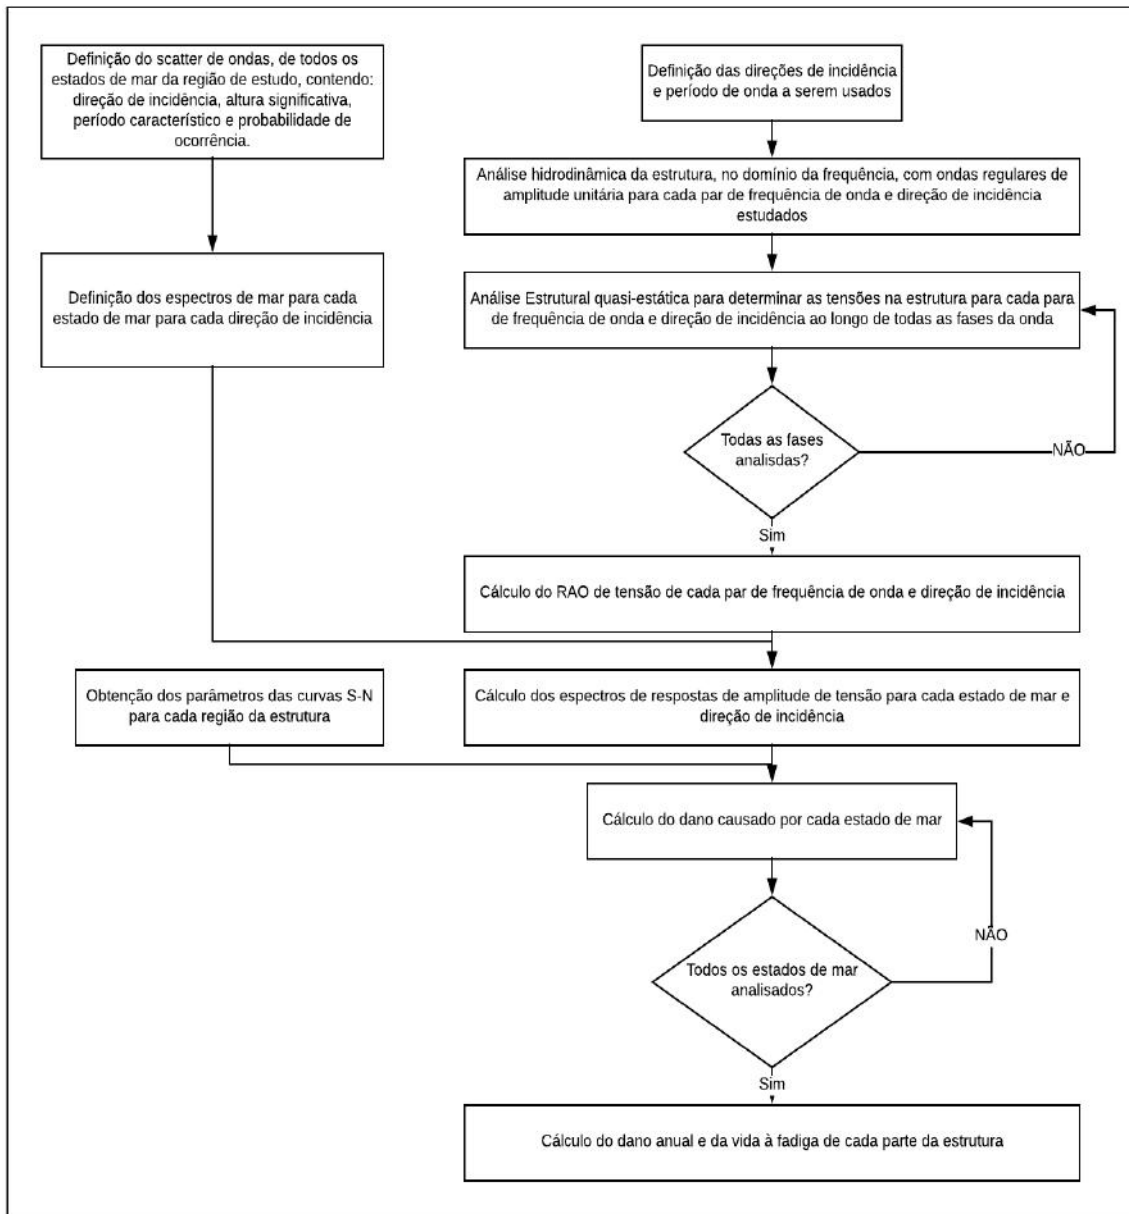 Definição do scatter de ondas, de todos os
estados de mar da região de estudo, contendo:
direção de incidência, altura significativa,
período característico e probabilidade de
ocorrência.
Definição das direções de incidência
e período de onda a serem usados
Análise hidrodinâmica da estrutura, no domínio da frequência, com ondas regulares de
amplitude unitária para cada par de frequência de onda e direção de incidência
estudados
Definição dos espectros de mar para cada
estado de mar para cada direção de incidência
Análise Estrutural quasi-estática para determinar as tensões na estrutura para cada para
de frequência de onda e direção de incidência ao longo de todas as fases da onda
Todas as fases
analisdas?
NÃO
Sim
Cálculo do RAO de tensão de cada par de frequência de onda e direção de incidência
Obtenção dos parâmetros das curvas S-N
para cada região da estrutura
Cálculo dos espectros de respostas de amplitude de tensão para cada estado de mar e
direção de incidência
Cálculo do dano causado por cada estado de mar
NÃO
Todos os estados de mar
analisados?
Sim
Cálculo do dano anual e da vida à fadiga de cada parte da estrutura